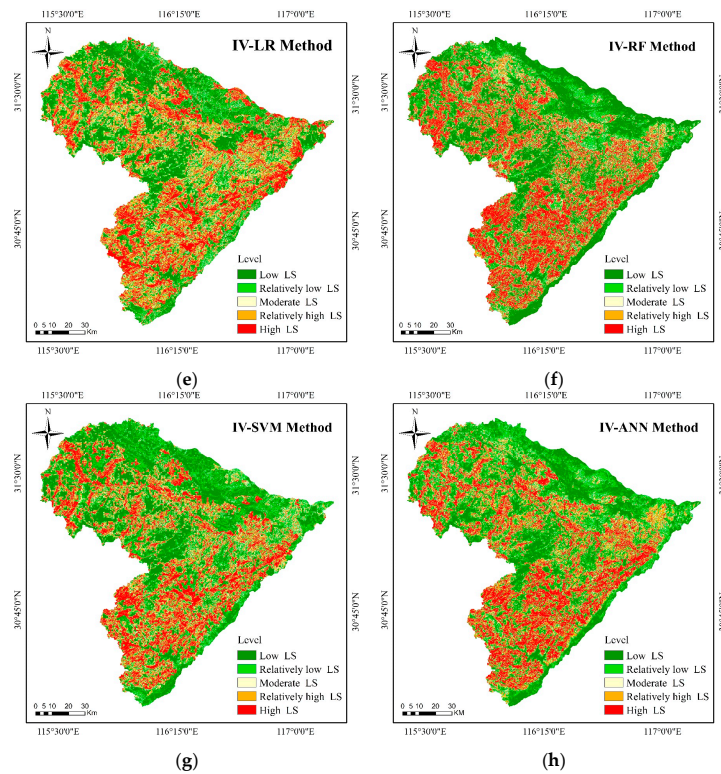 115°30'0"E 116°15'0"E 117°0'0"E 115°30'0"E 116°15'0"E 117°0'0"E
N IV-LR Method N IV-RF Method
31°30'0"N 31°30'0"N
30°45'0"N 30°45'0"N
Level Level
Low LS Low LS
Relatively low LS Relatively low LS
Moderate LS Moderate LS
Relatively high LS Relatively high LS
High LS High LS
0 5 10 20 30 Km 0 5 10 20 30 Km
115°30'0"E 116°15'0"E 117°0'0"E 115°30'0"E 116°15'0"E 117°0'0"E
(e) (f)
115°30'0"E 116°15'0"E 117°0'0"E 115°30'0"E 116°15'0"E 117°0'0"E
N IV-SVM Method N IV-ANN Method
31°30'0"N 31°30'0"N
30°45'0"N 30°45'0"N
Level Level
Low LS Low LS
Relatively low LS Relatively low LS
Moderate LS Moderate LS
Relatively high LS Relatively high LS
High LS High LS
0 5 10 20 30 Km 0 5 10 20 30 KM
115°30'0"E 116°15'0"E 117°0'0"E 115°30'0"E 116°15'0"E 117°0'0"E
(g) (h)